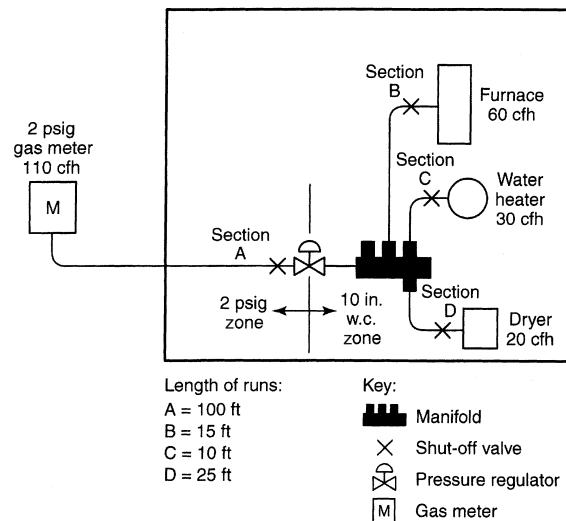 2 psig
gas meter
110 cfh
M
Section
A
2 psig
zone
10 in.
w.c.
zone
Section
B
Furnace
60 cfh
Section
C
Water
heater
30 cfh
Section
D
Dryer
20 cfh
Length of runs:
A = 100 ft
B = 15 ft
C = 10 ft
D = 25 ft
Key:
Manifold
Shut-off valve
Pressure regulator
M Gas meter